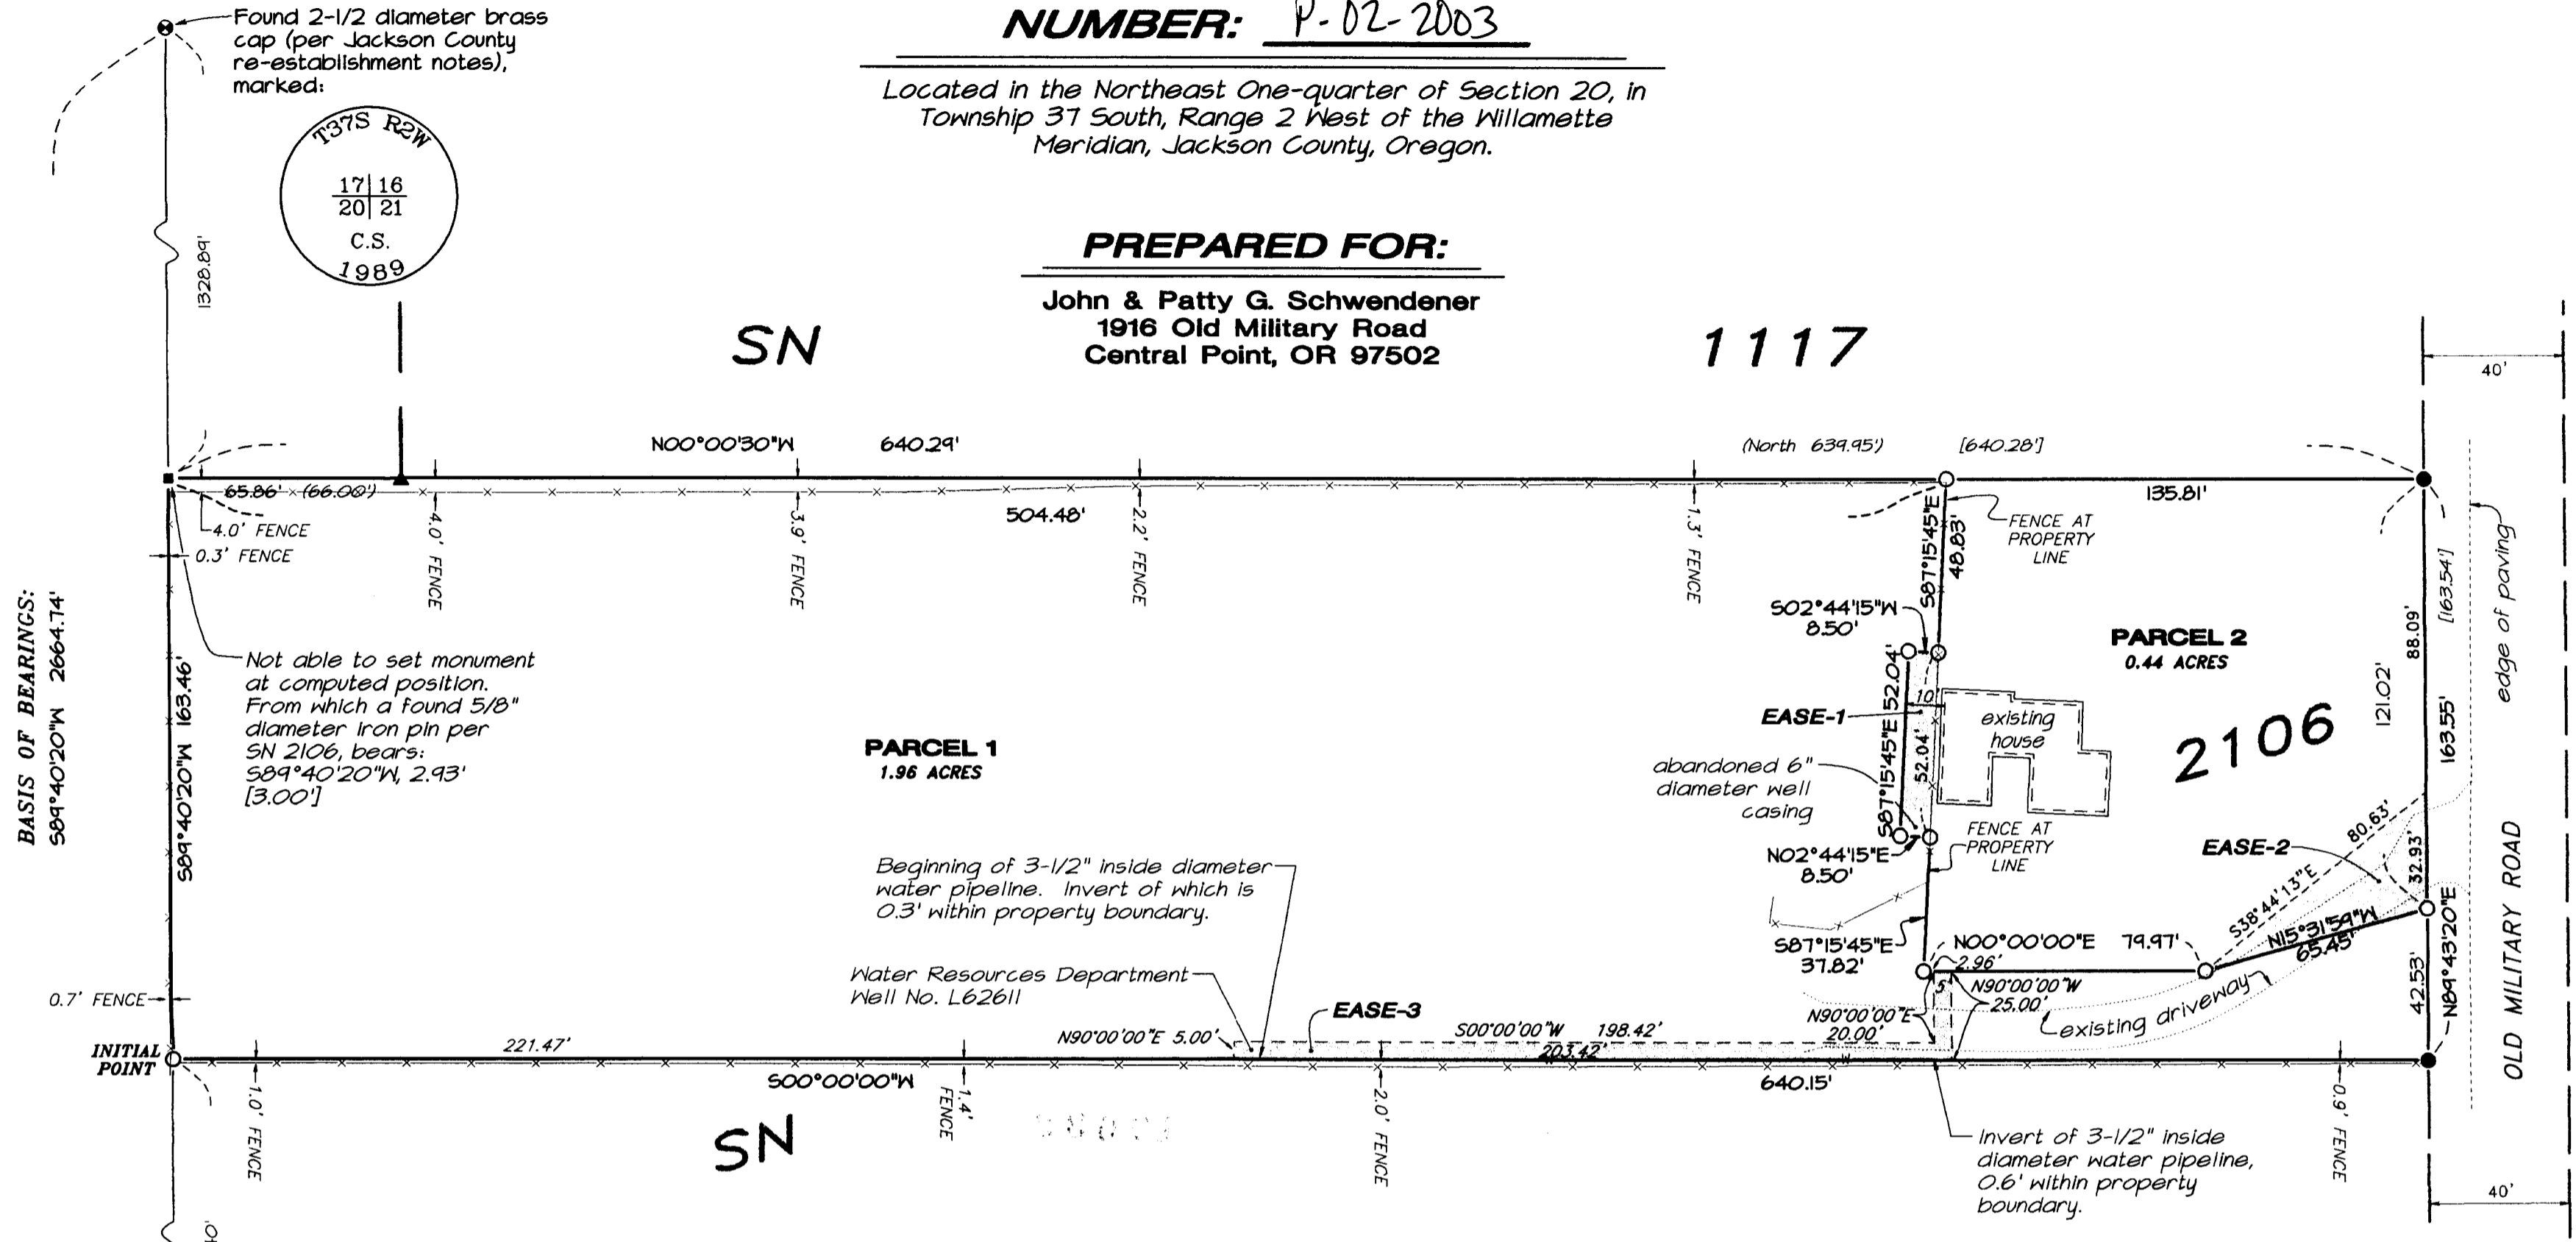 NUMBER: P-02-2003
Located in the Northeast One-quarter of Section 20, in
Township 37 South, Range 2 West of the Willamette
Meridian, Jackson County, Oregon.
PREPARED FOR:
John & Patty G. Schwendener
1916 Old Military Road
Central Point, OR 97502
Found 2-1/2 diameter brass
cap (per Jackson County
re-establishment notes),
marked:
T37S R2W
17 16
20 21
C.S.
1989
1328.89'
SN
1117
40'
N00°00'30"W 640.29'
(North 639.95') [640.28']
65.86' (66.00')
504.48'
135.81'
4.0' FENCE
0.3' FENCE
4.0' FENCE
3.9' FENCE
2.2' FENCE
1.3' FENCE
S87°15'45"E
48.83'
FENCE AT
PROPERTY
LINE
BASIS OF BEARINGS:
S89°40'20"W 2664.74'
S89°40'20"W 163.46'
Not able to set monument
at computed position.
From which a found 5/8"
diameter iron pin per
SN 2106, bears:
S89°40'20"W, 2.93'
[3.00']
PARCEL 1
1.96 ACRES
S02°44'15"W
8.50'
S87°15'45"E 52.04'
10'
52.04'
EASE-1
abandoned 6"
diameter well
casing
N02°44'15"E
8.50'
existing
house
FENCE AT
PROPERTY
LINE
PARCEL 2
0.44 ACRES
2106
121.02'
88.09'
[163.54']
163.55'
edge of paving
OLD MILITARY ROAD
EASE-2
80.63'
S38°44'13"E
N15°31'59"W
65.45'
32.93'
42.53'
N89°43'20"E
S87°15'45"E
37.82'
N00°00'00"E 79.97'
2.96'
5'
N90°00'00"W
25.00'
N90°00'00"E
20.00'
existing driveway
Beginning of 3-1/2" inside diameter
water pipeline. Invert of which is
0.3' within property boundary.
Water Resources Department
Well No. L62611
EASE-3
N90°00'00"E 5.00'
S00°00'00"W 198.42'
203.42'
W
W
0.7' FENCE
INITIAL
POINT
221.47'
S00°00'00"W
640.15'
1.0' FENCE
1.4'
FENCE
2.0' FENCE
0.9' FENCE
SN
Invert of 3-1/2" inside
diameter water pipeline,
0.6' within property
boundary.
40'